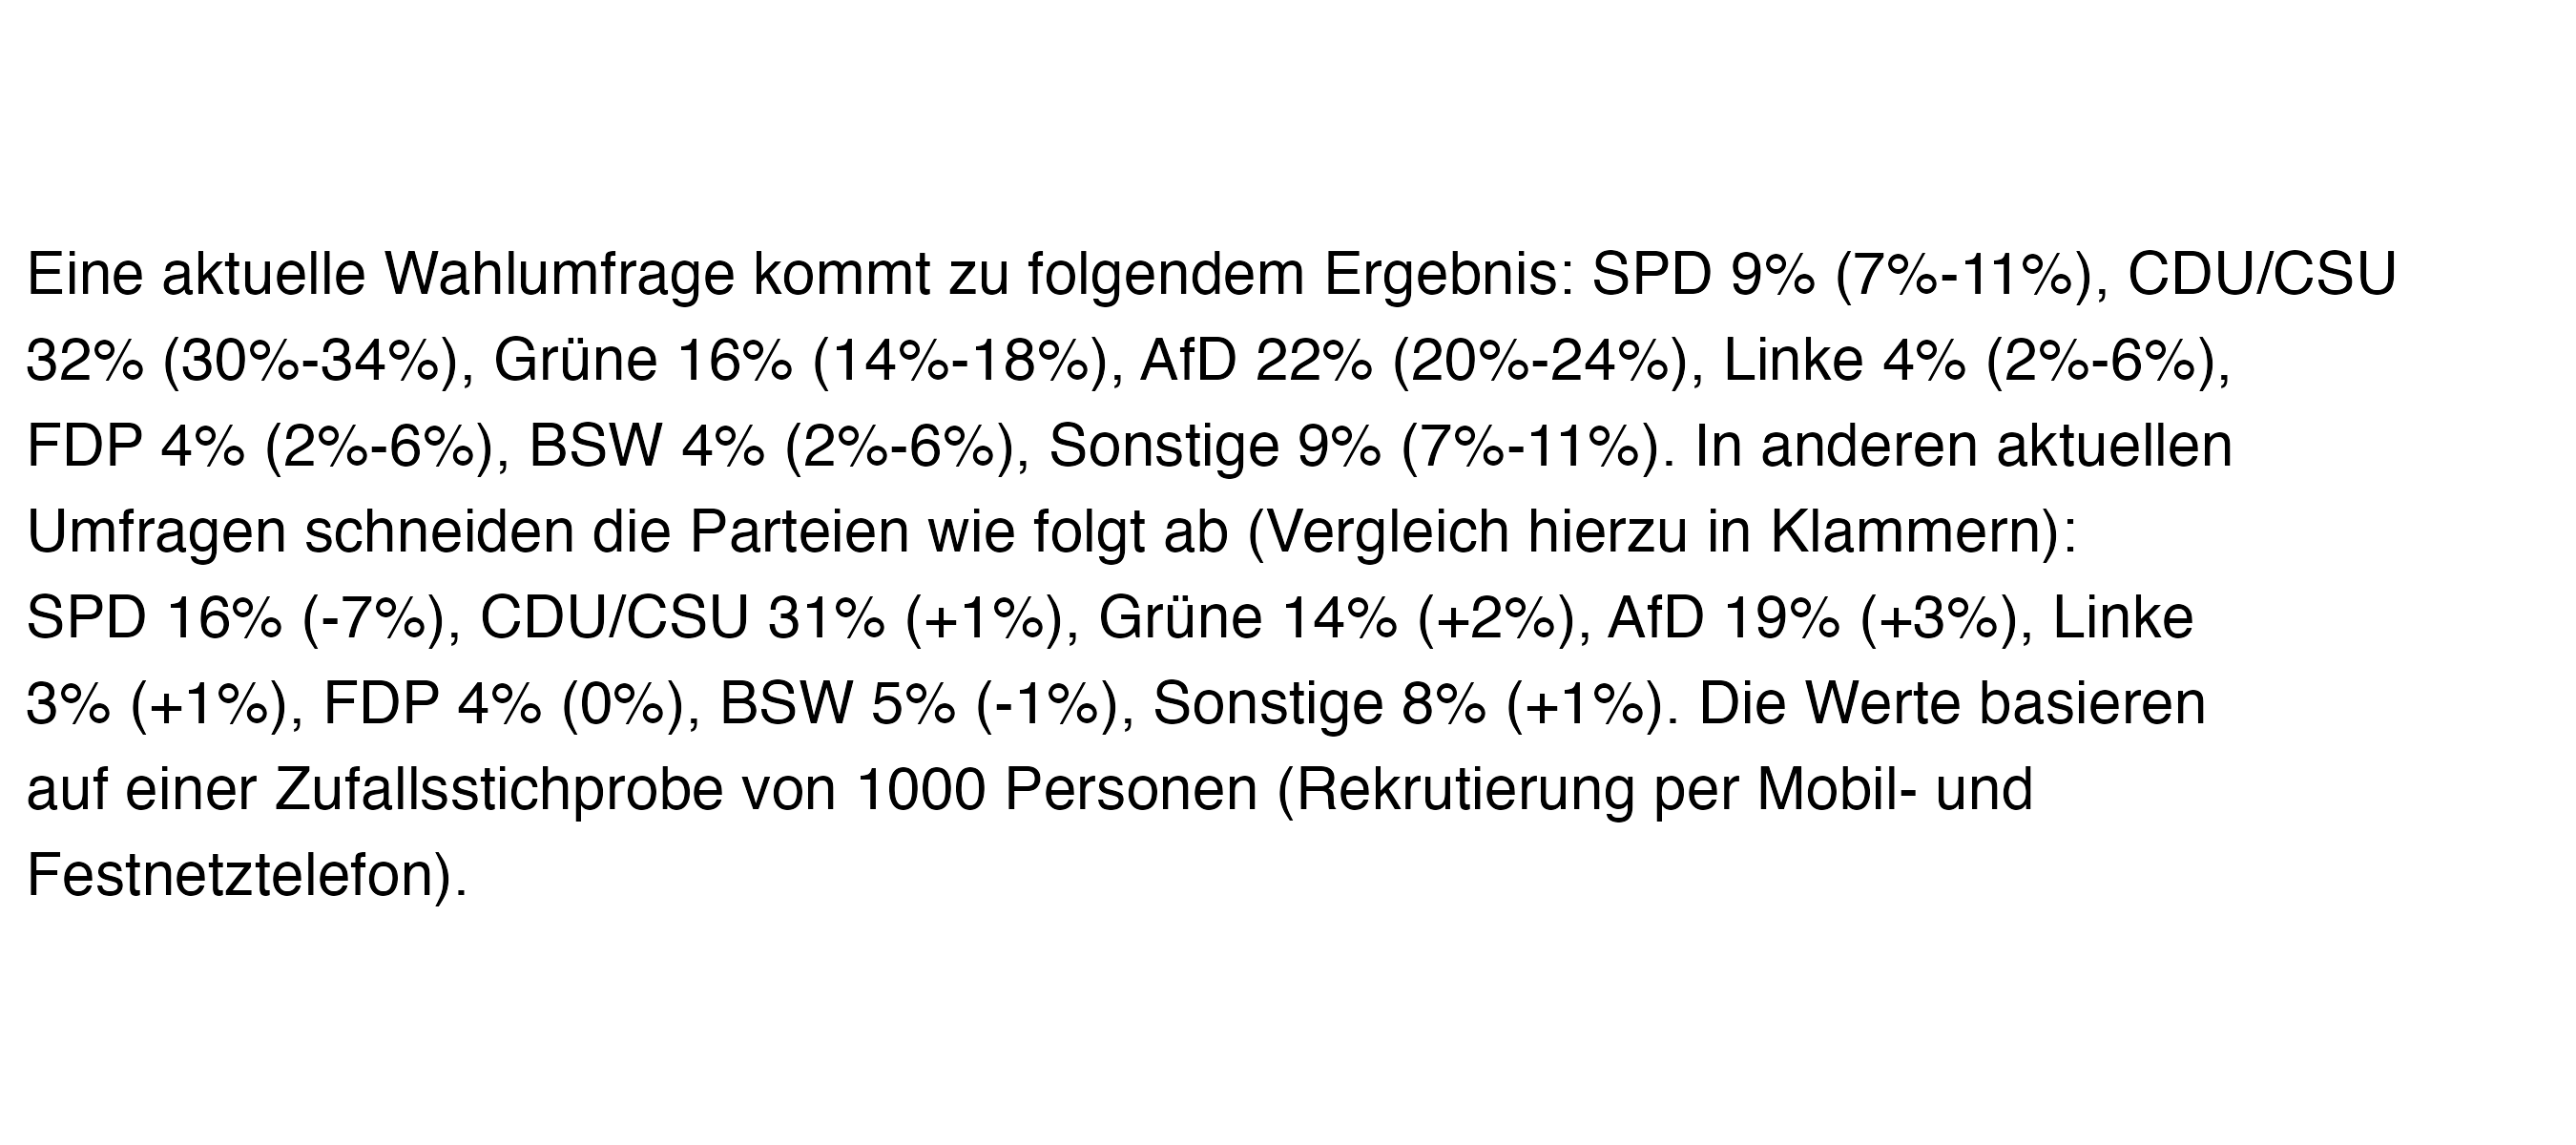 Eine aktuelle Wahlumfrage kommt zu folgendem Ergebnis: SPD 9% (7%-11%), CDU/CSU
32% (30%-34%), Grüne 16% (14%-18%), AfD 22% (20%-24%), Linke 4% (2%-6%),
FDP 4% (2%-6%), BSW 4% (2%-6%), Sonstige 9% (7%-11%). In anderen aktuellen
Umfragen schneiden die Parteien wie folgt ab (Vergleich hierzu in Klammern):
SPD 16% (-7%), CDU/CSU 31% (+1%), Grüne 14% (+2%), AfD 19% (+3%), Linke
3% (+1%), FDP 4% (0%), BSW 5% (-1%), Sonstige 8% (+1%). Die Werte basieren
auf einer Zufallsstichprobe von 1000 Personen (Rekrutierung per Mobil- und
Festnetztelefon).